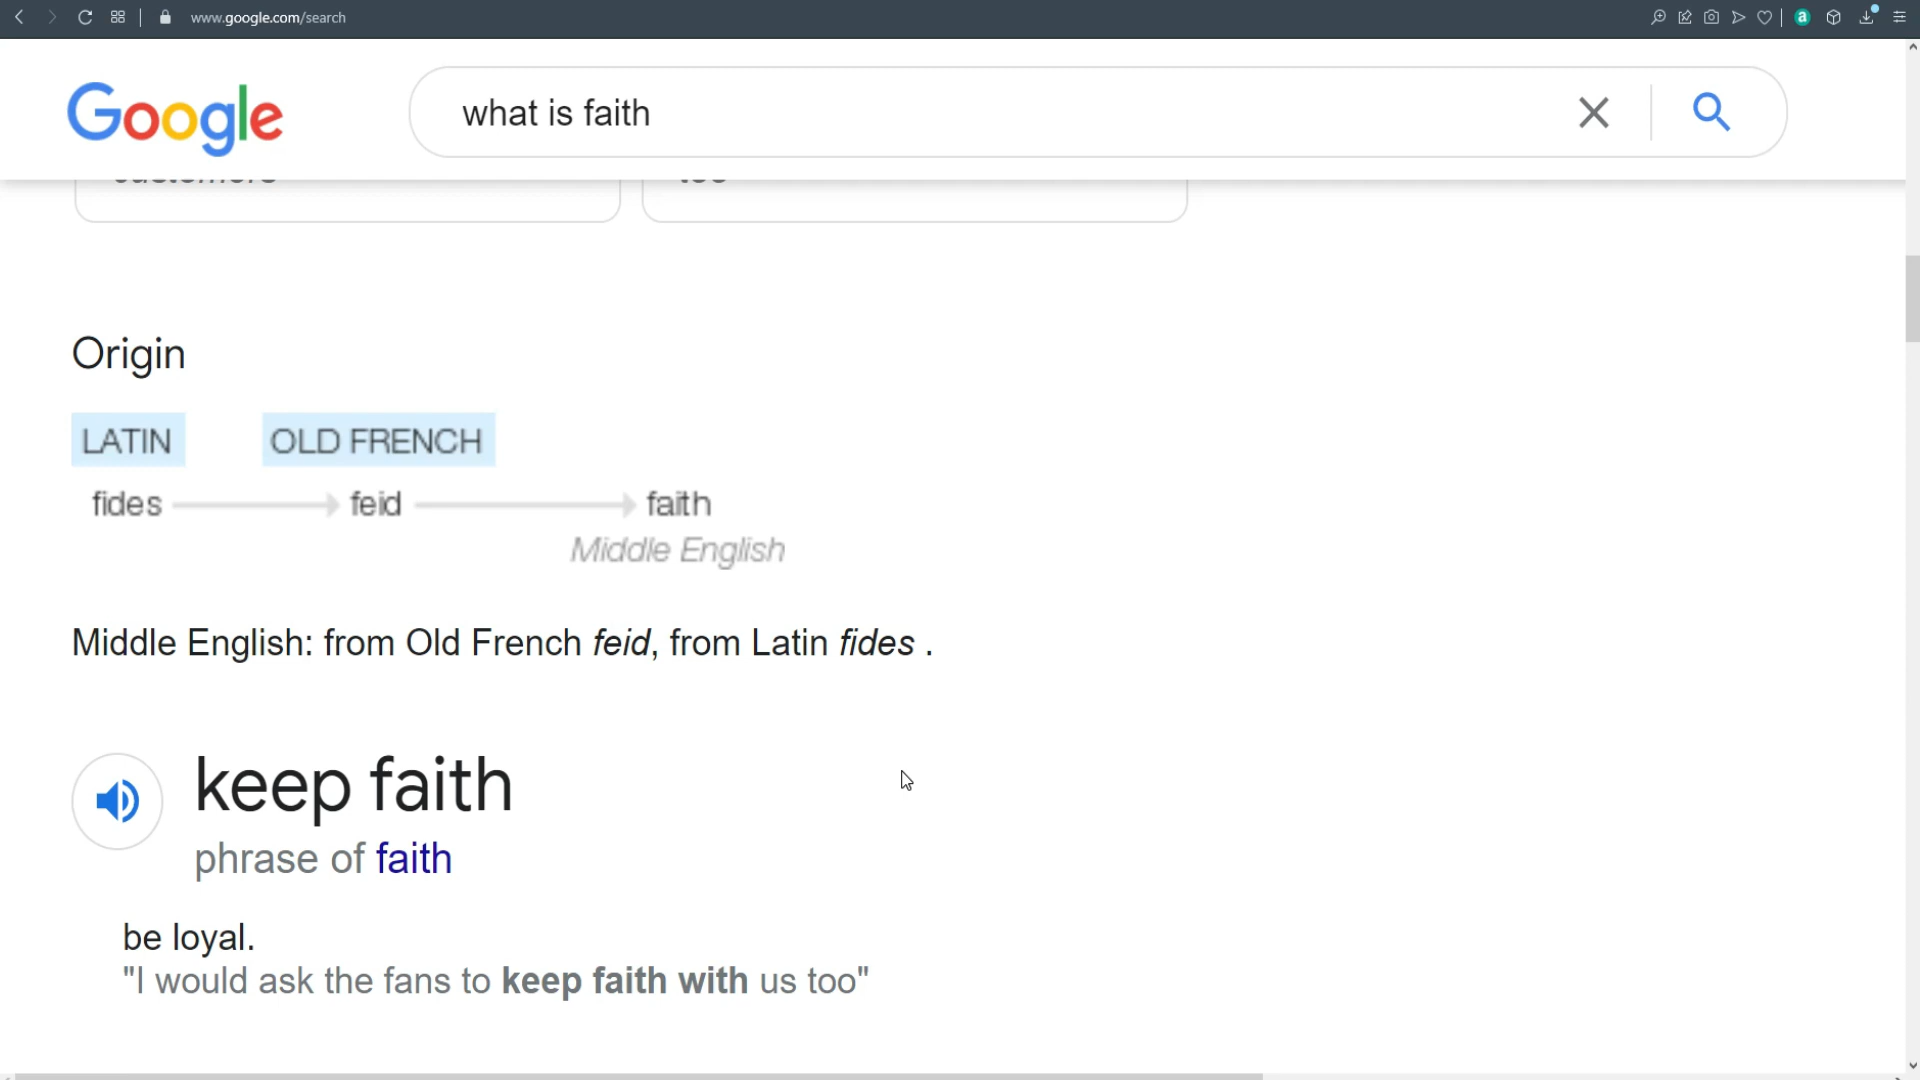 www.google.com/search
Google
what is faith
Origin
LATIN OLD FRENCH
fides feid faith
Middle English
Middle English: from Old French feid, from Latin fides .
keep faith
phrase of faith
be loyal.
"I would ask the fans to keep faith with us too"